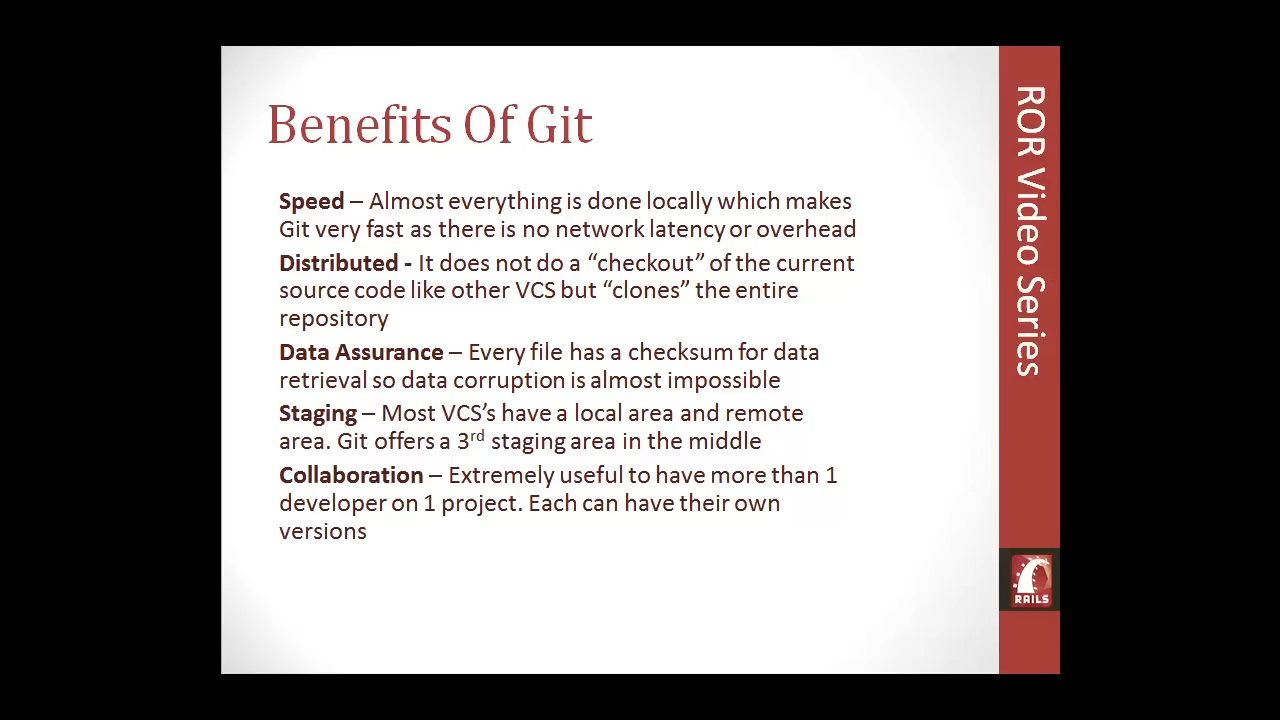 Benefits Of Git
Speed – Almost everything is done locally which makes
Git very fast as there is no network latency or overhead
Distributed - It does not do a “checkout” of the current
source code like other VCS but “clones” the entire
repository
Data Assurance – Every file has a checksum for data
retrieval so data corruption is almost impossible
Staging – Most VCS’s have a local area and remote
area. Git offers a 3rd staging area in the middle
Collaboration – Extremely useful to have more than 1
developer on 1 project. Each can have their own
versions
ROR Video Series
RAILS